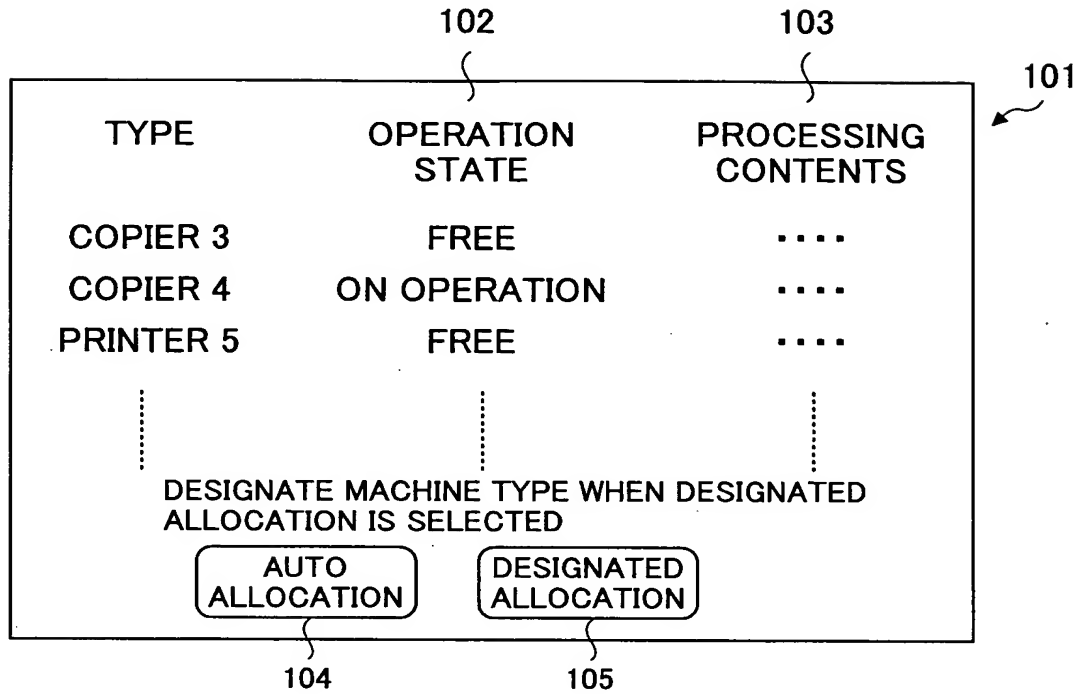 102 103
101
TYPE OPERATION STATE PROCESSING CONTENTS
COPIER 3 FREE ....
COPIER 4 ON OPERATION ....
PRINTER 5 FREE ....
DESIGNATE MACHINE TYPE WHEN DESIGNATED
ALLOCATION IS SELECTED
AUTO ALLOCATION DESIGNATED ALLOCATION
104 105